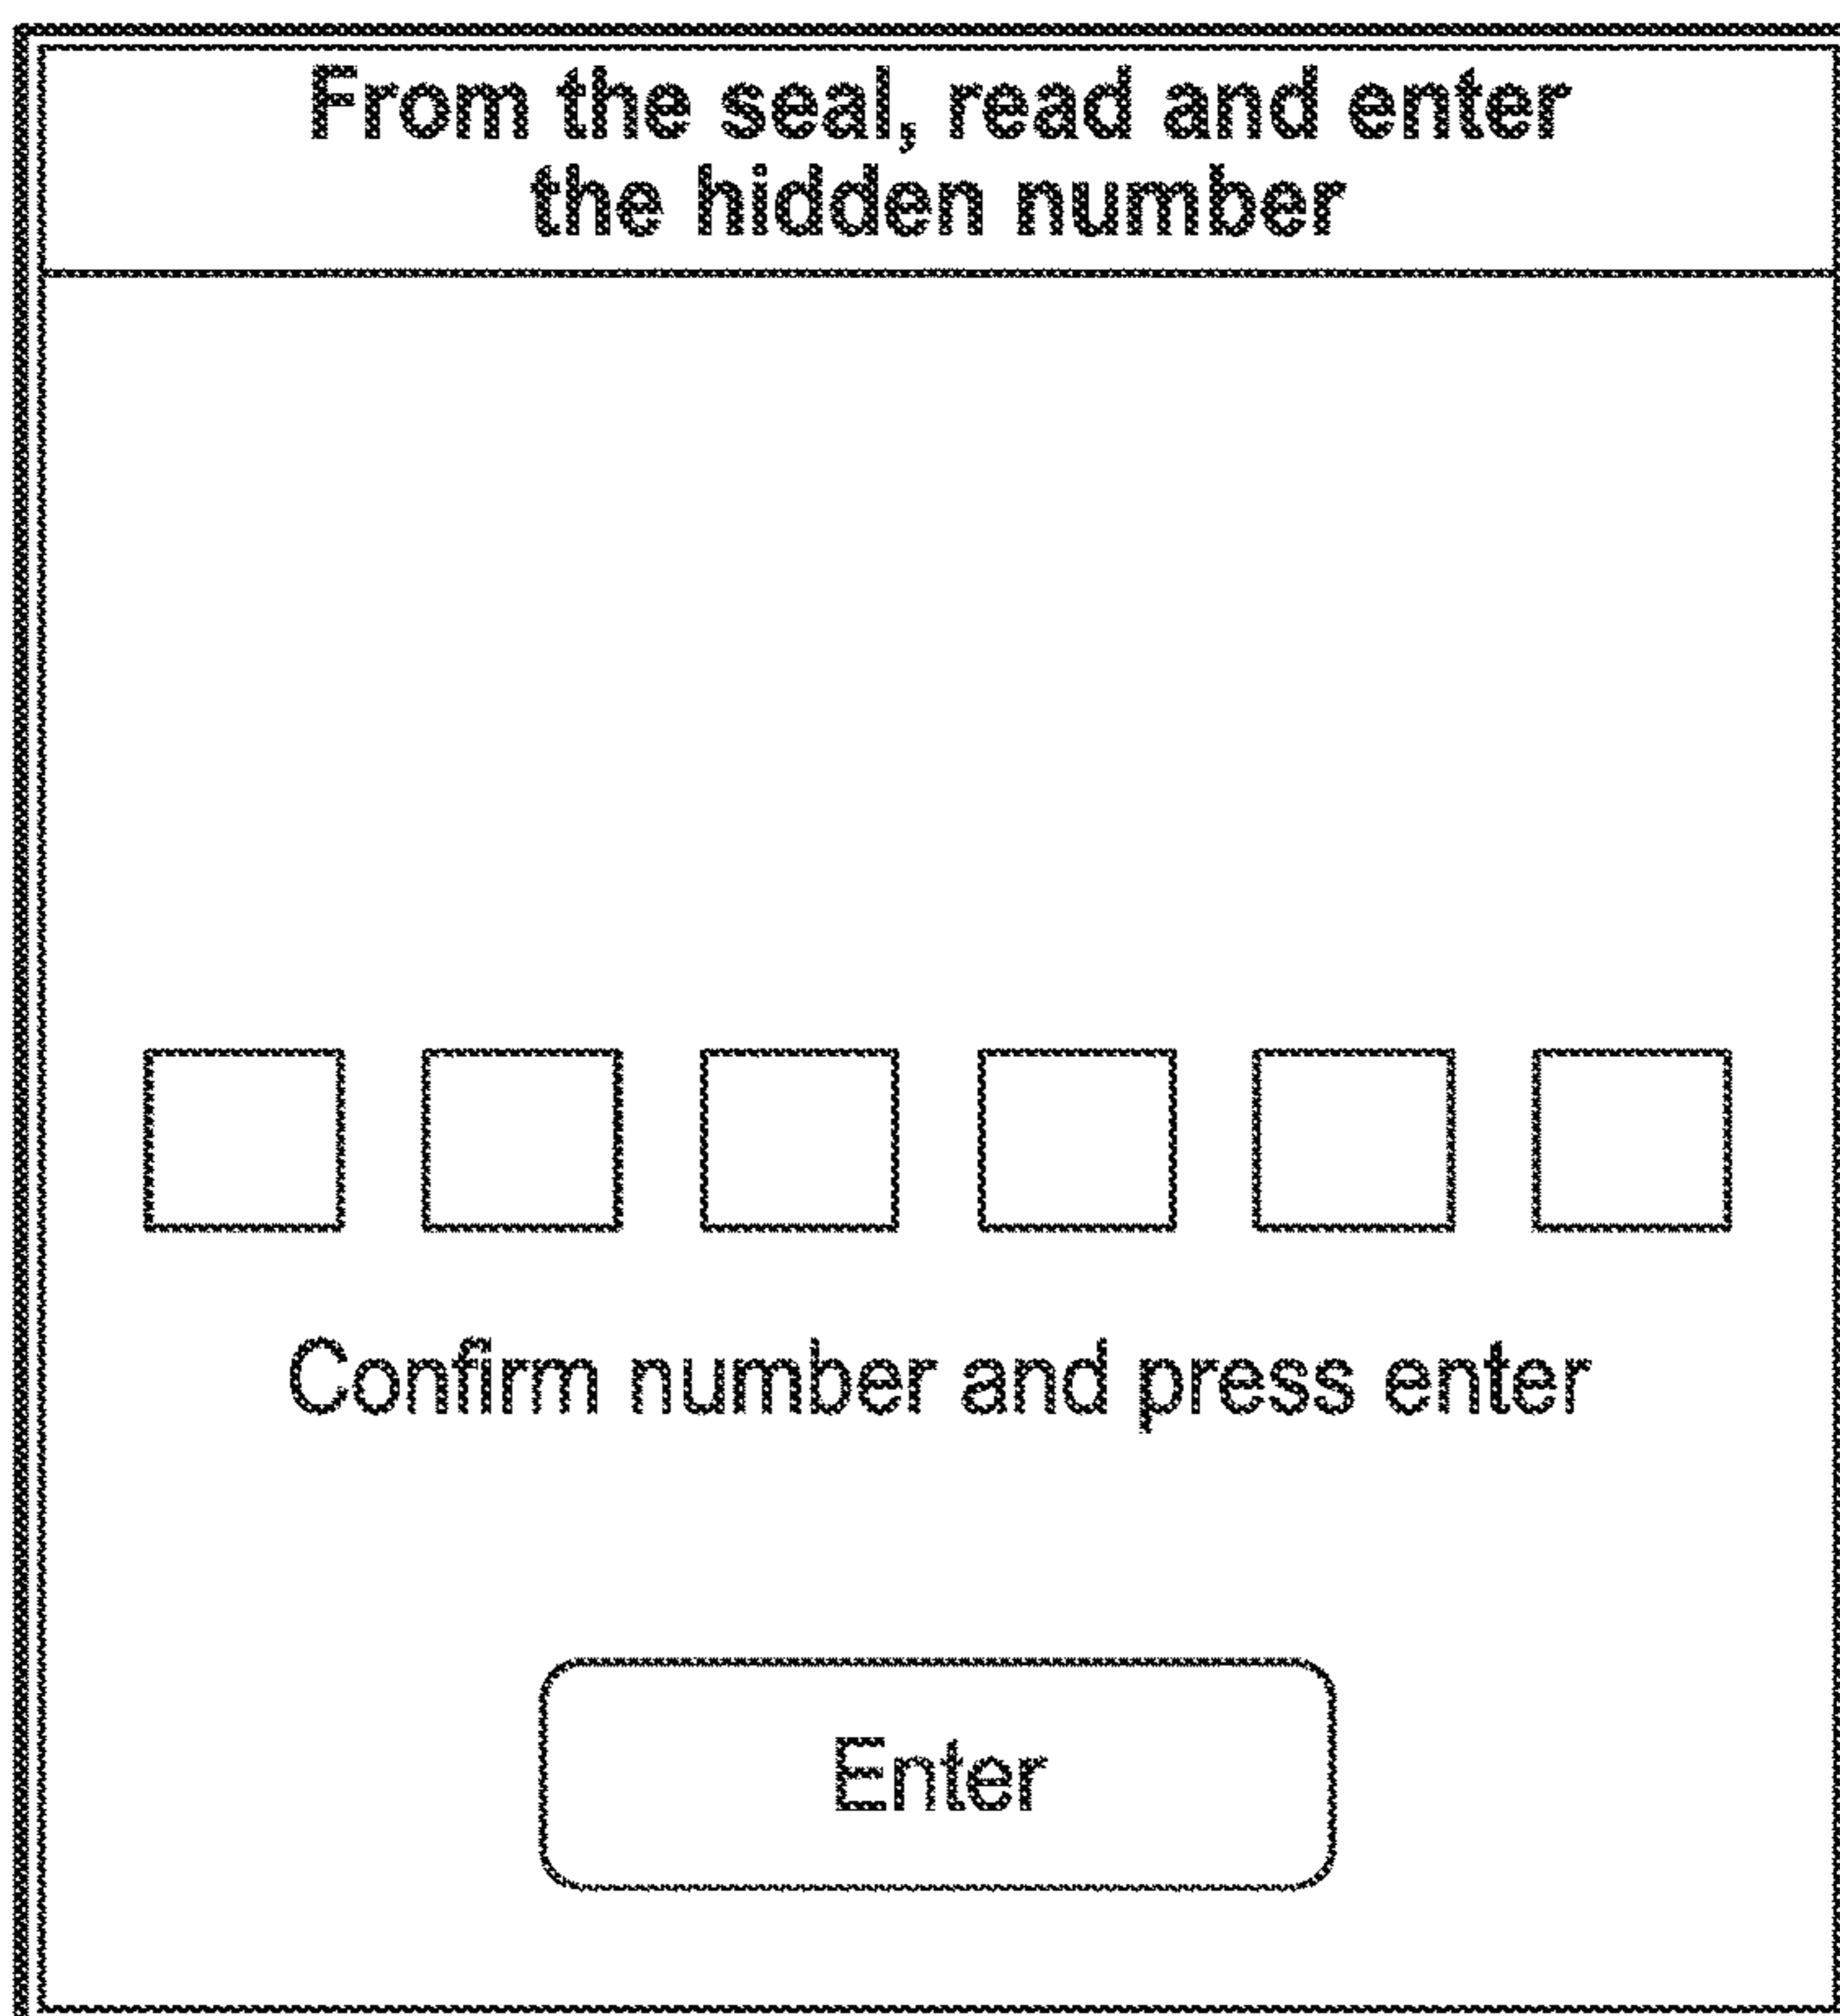 From the seal, read and enter
the hidden number
Confirm number and press enter
Enter